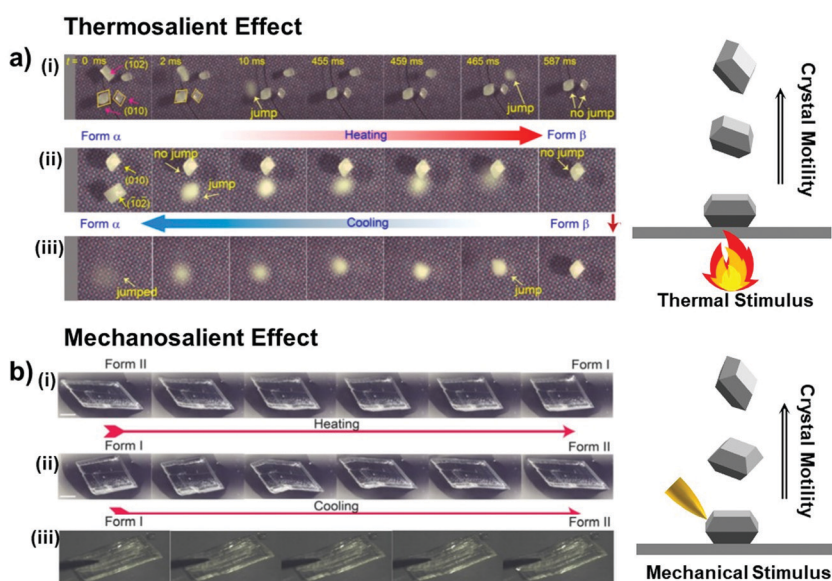 Thermosalient Effect
a)
(i)
t = 0 ms
2 ms
10 ms
455 ms
459 ms
465 ms
587 ms
(1̄02̄)
(010)
jump
jump
no jump
Form α
Heating
Form β
(ii)
no jump
(010)
(102̄)
jump
no jump
Form α
Cooling
Form β
(iii)
jumped
jump
Crystal Motility
Thermal Stimulus
Mechanosalient Effect
b)
Form II
Form I
(i)
Heating
Form I
Form II
(ii)
Cooling
Form I
Form II
(iii)
Crystal Motility
Mechanical Stimulus